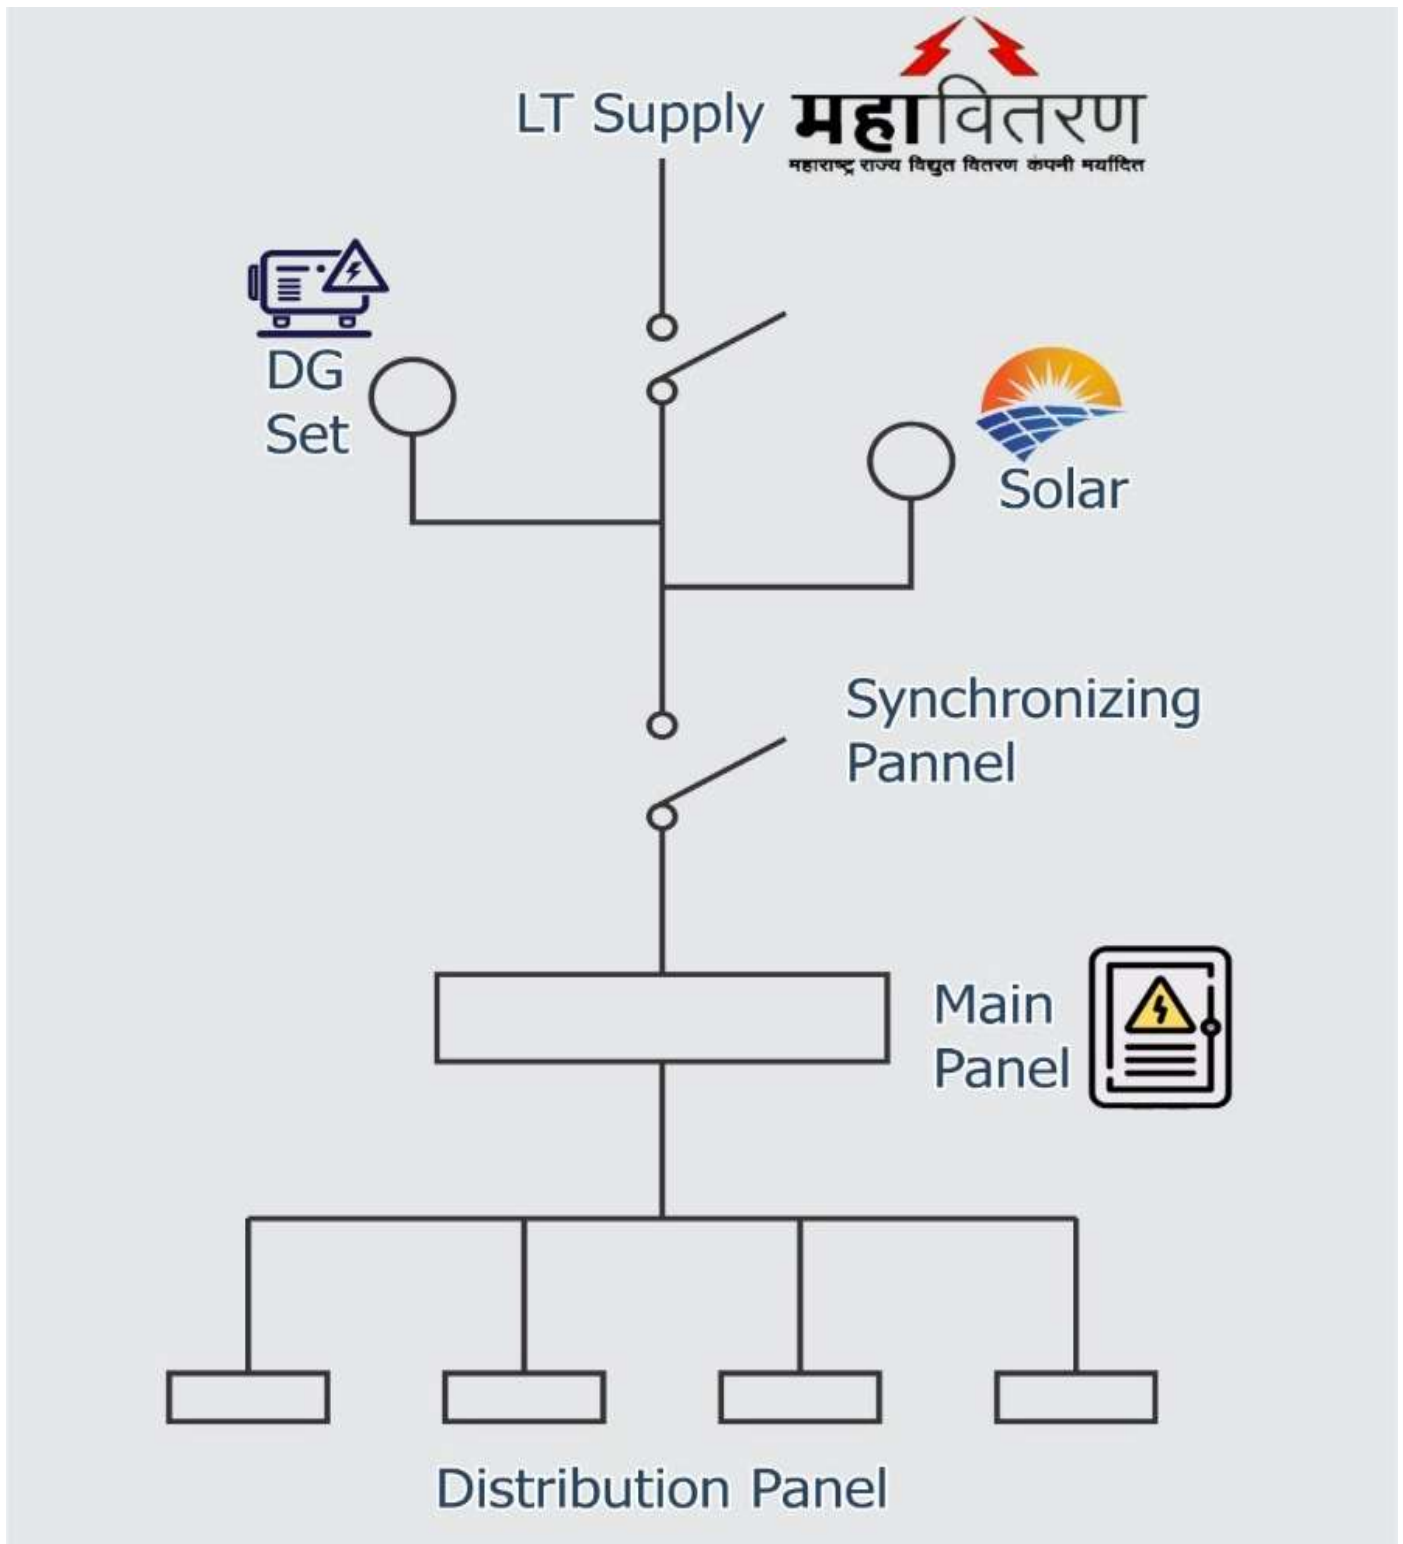 LT Supply
महावितरण
महाराष्ट्र राज्य विद्युत वितरण कंपनी मर्यादित
DG
Set
Solar
Synchronizing
Pannel
Main
Panel
Distribution Panel